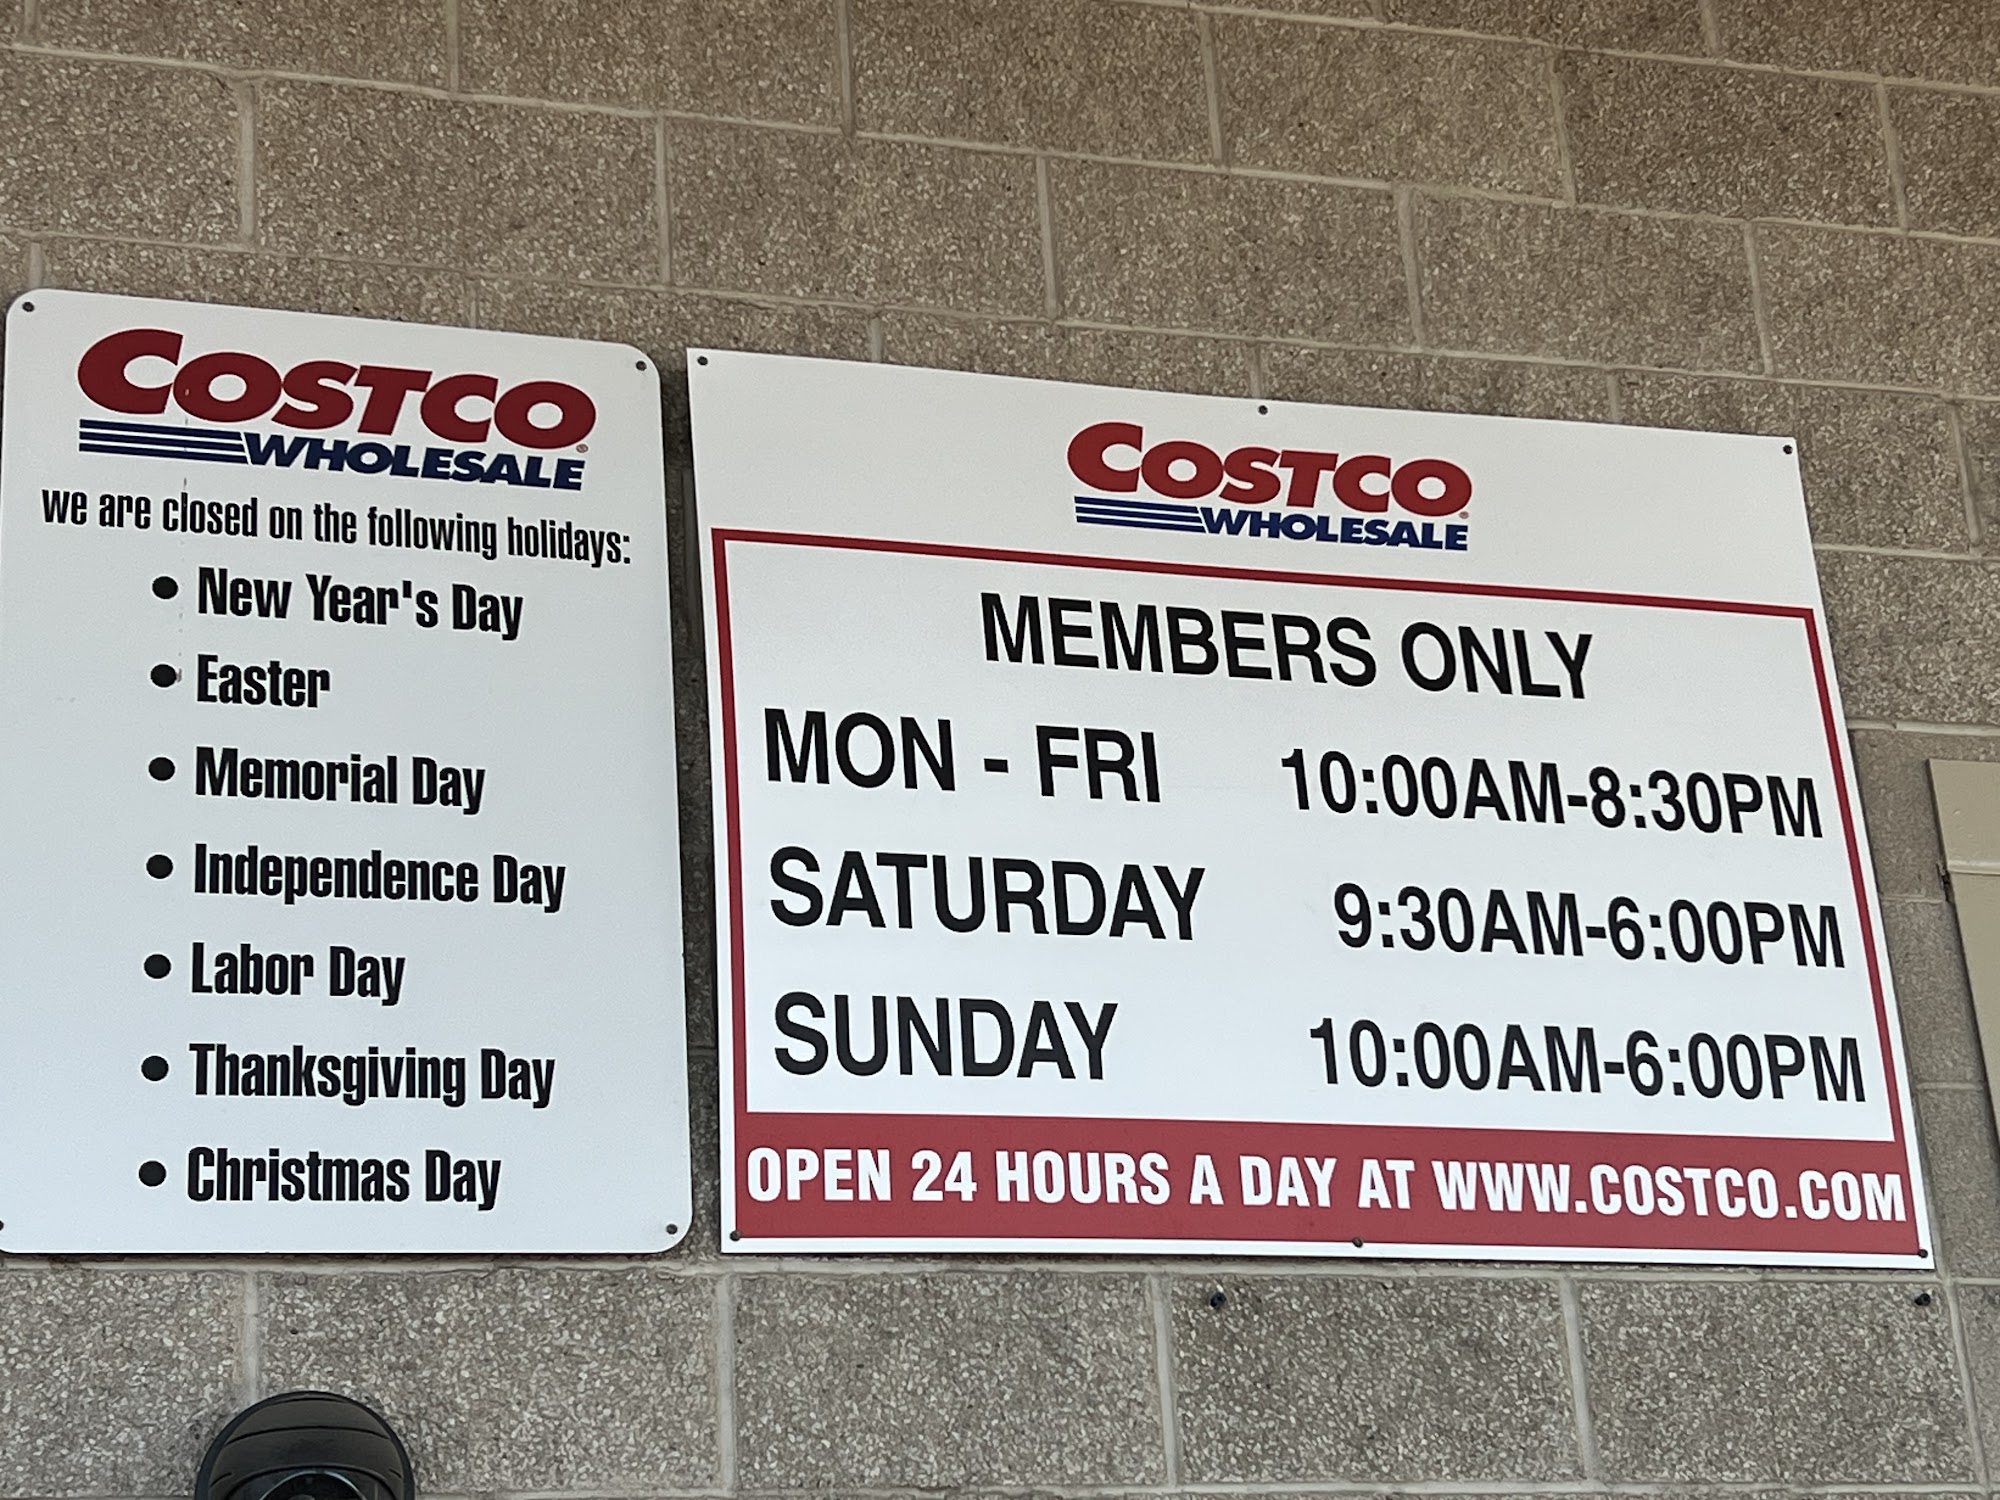 COSTCO
WHOLESALE
we are closed on the following holidays:
• New Year's Day
• Easter
• Memorial Day
• Independence Day
• Labor Day
• Thanksgiving Day
• Christmas Day
COSTCO
WHOLESALE
MEMBERS ONLY
MON - FRI 10:00AM-8:30PM
SATURDAY 9:30AM-6:00PM
SUNDAY 10:00AM-6:00PM
OPEN 24 HOURS A DAY AT WWW.COSTCO.COM